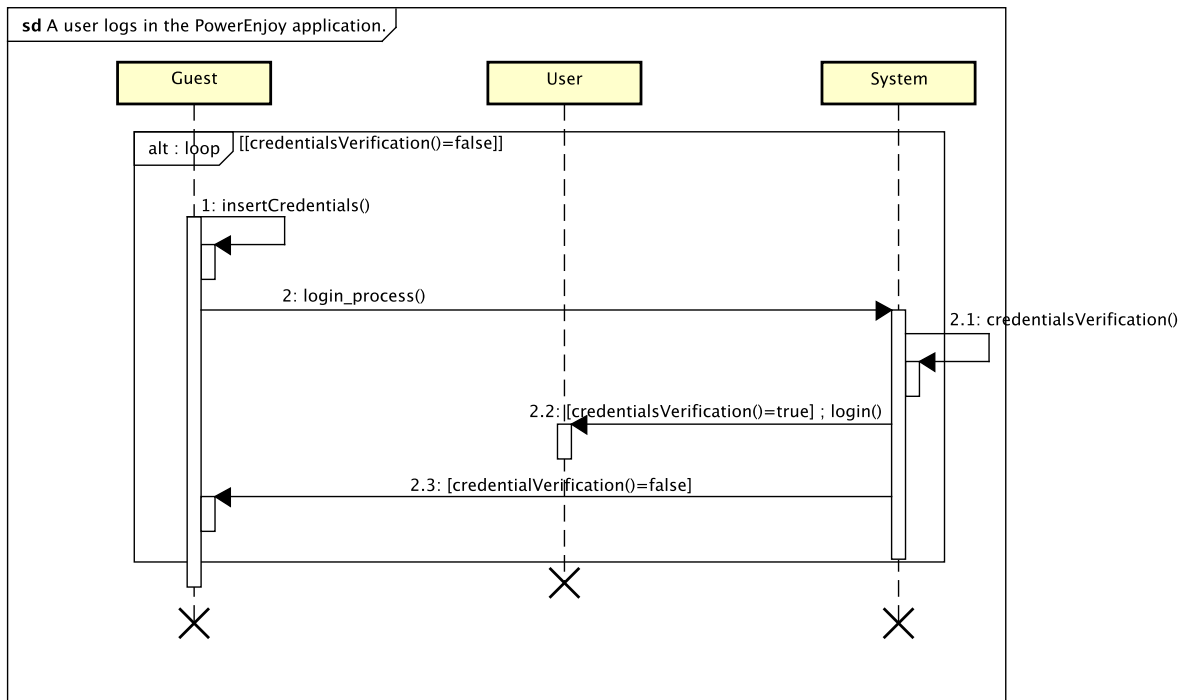 sd A user logs in the PowerEnjoy application.
Guest
User
System
alt : loop
[[credentialsVerification()=false]]
1: insertCredentials()
2: login_process()
2.1: credentialsVerification()
2.2: [credentialsVerification()=true] ; login()
2.3: [credentialVerification()=false]